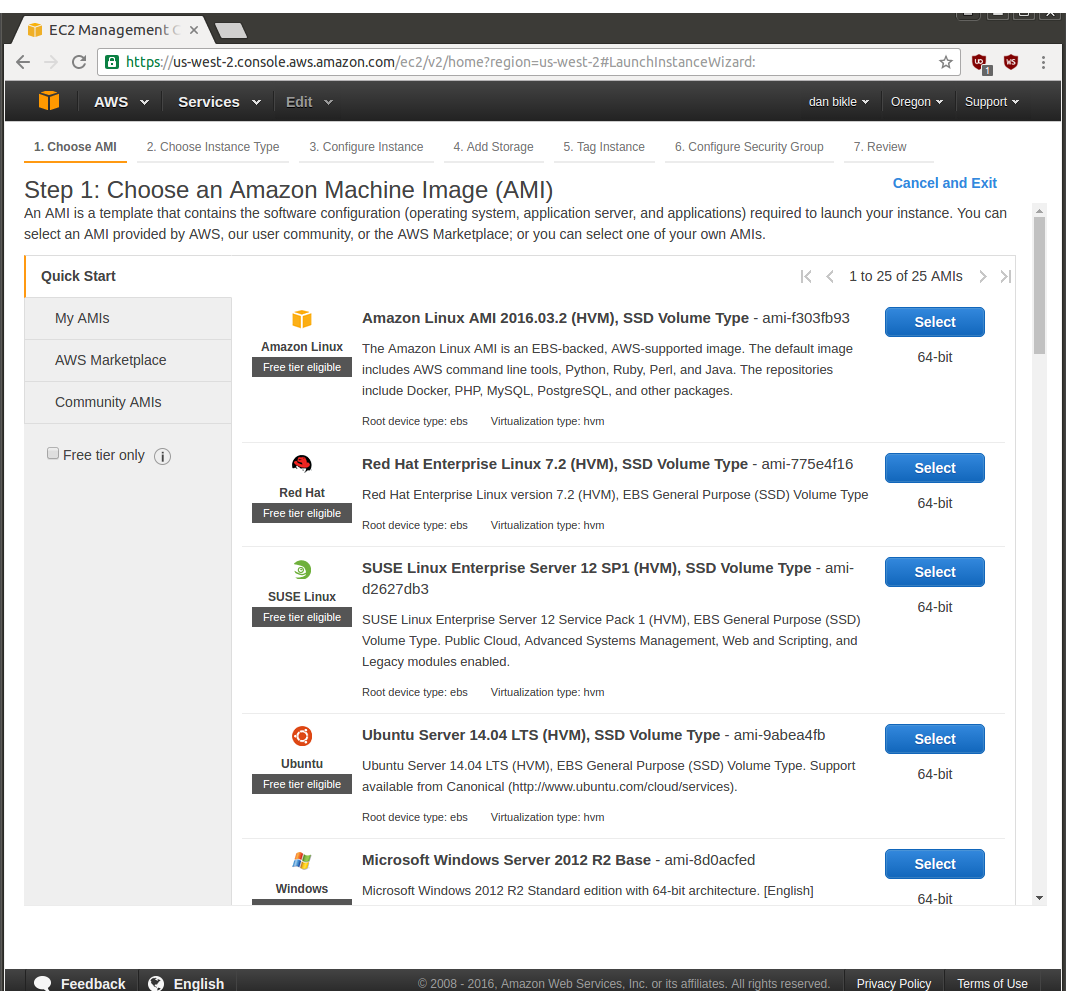 EC2 Management C
https://us-west-2.console.aws.amazon.com/ec2/v2/home?region=us-west-2#LaunchInstanceWizard:
1
AWS Services Edit dan bikle Oregon Support
1. Choose AMI 2. Choose Instance Type 3. Configure Instance 4. Add Storage 5. Tag Instance 6. Configure Security Group 7. Review
Step 1: Choose an Amazon Machine Image (AMI)
Cancel and Exit
An AMI is a template that contains the software configuration (operating system, application server, and applications) required to launch your instance. You can
select an AMI provided by AWS, our user community, or the AWS Marketplace; or you can select one of your own AMIs.
Quick Start
1 to 25 of 25 AMIs
My AMIs
AWS Marketplace
Community AMIs
Free tier only
Amazon Linux
Free tier eligible
Amazon Linux AMI 2016.03.2 (HVM), SSD Volume Type - ami-f303fb93
The Amazon Linux AMI is an EBS-backed, AWS-supported image. The default image
includes AWS command line tools, Python, Ruby, Perl, and Java. The repositories
include Docker, PHP, MySQL, PostgreSQL, and other packages.
Root device type: ebs Virtualization type: hvm
Select
64-bit
Red Hat
Free tier eligible
Red Hat Enterprise Linux 7.2 (HVM), SSD Volume Type - ami-775e4f16
Red Hat Enterprise Linux version 7.2 (HVM), EBS General Purpose (SSD) Volume Type
Root device type: ebs Virtualization type: hvm
Select
64-bit
SUSE Linux
Free tier eligible
SUSE Linux Enterprise Server 12 SP1 (HVM), SSD Volume Type - ami-
d2627db3
SUSE Linux Enterprise Server 12 Service Pack 1 (HVM), EBS General Purpose (SSD)
Volume Type. Public Cloud, Advanced Systems Management, Web and Scripting, and
Legacy modules enabled.
Root device type: ebs Virtualization type: hvm
Select
64-bit
Ubuntu
Free tier eligible
Ubuntu Server 14.04 LTS (HVM), SSD Volume Type - ami-9abea4fb
Ubuntu Server 14.04 LTS (HVM), EBS General Purpose (SSD) Volume Type. Support
available from Canonical (http://www.ubuntu.com/cloud/services).
Root device type: ebs Virtualization type: hvm
Select
64-bit
Windows
Microsoft Windows Server 2012 R2 Base - ami-8d0acfed
Microsoft Windows 2012 R2 Standard edition with 64-bit architecture. [English]
Select
64-bit
Feedback English © 2008 - 2016, Amazon Web Services, Inc. or its affiliates. All rights reserved. Privacy Policy Terms of Use